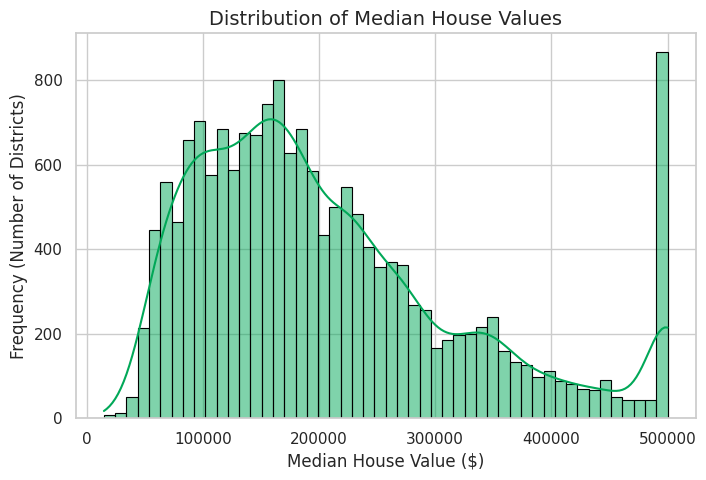 Distribution of Median House Values
Frequency (Number of Districts)
800
600
400
200
0
0 100000 200000 300000 400000 500000
Median House Value ($)